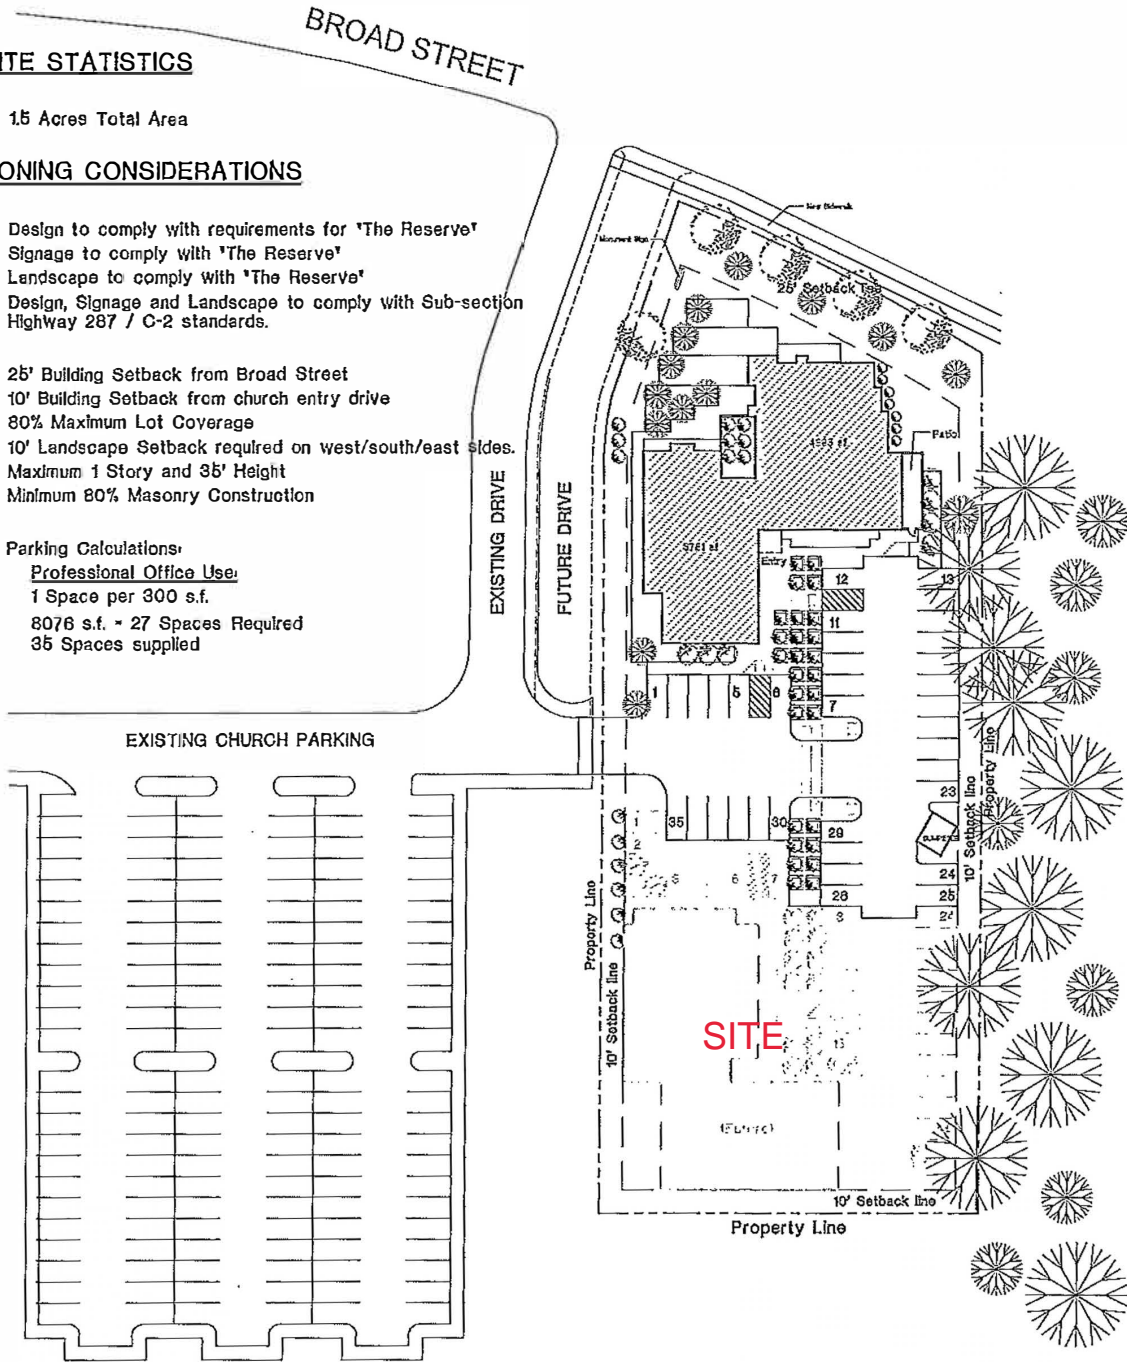 BROAD STREET
ITE STATISTICS
1.5 Acres Total Area
ONING CONSIDERATIONS
Design to comply with requirements for 'The Reserve'
Signage to comply with 'The Reserve'
Landscape to comply with 'The Reserve'
Design, Signage and Landscape to comply with Sub-section
Highway 287 / C-2 standards.
25' Building Setback from Broad Street
10' Building Setback from church entry drive
80% Maximum Lot Coverage
10' Landscape Setback required on west/south/east sides.
Maximum 1 Story and 35' Height
Minimum 80% Masonry Construction
Parking Calculations:
Professional Office Use:
1 Space per 300 s.f.
8076 s.f. = 27 Spaces Required
35 Spaces supplied
EXISTING CHURCH PARKING
EXISTING DRIVE
FUTURE DRIVE
New Sidewalk
Monument Sign
25' Setback
Patio
Entry
12
13
11
1
5
6
7
23
35
30
29
24
28
25
1
2
6
7
10' Setback line
Property Line
Property Line
10' Setback line
SITE
(Future)
10' Setback line
Property Line